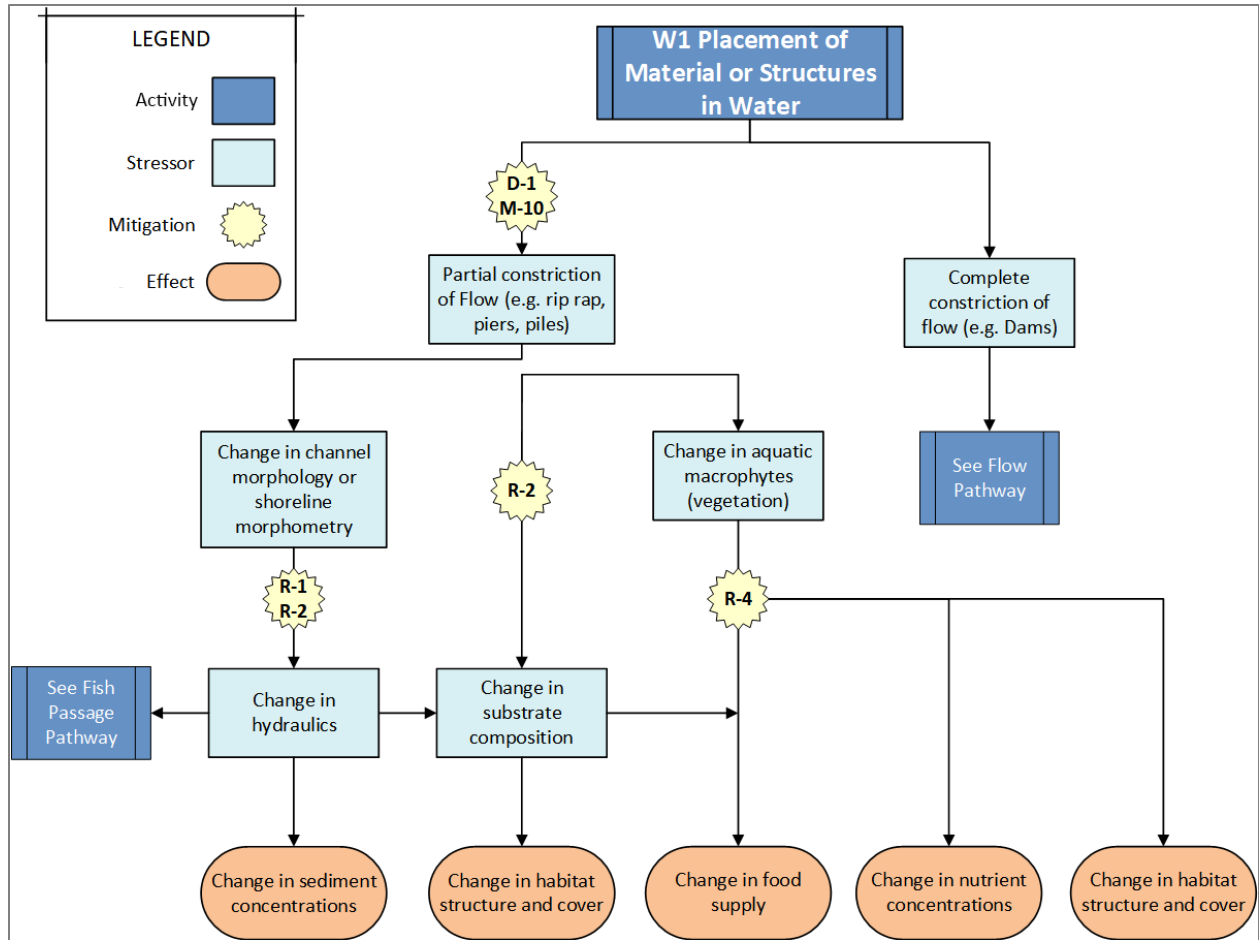 LEGEND
Activity
Stressor
Mitigation
Effect
W1 Placement of
Material or Structures
in Water
D-1
M-10
Partial constriction
of Flow (e.g. rip rap,
piers, piles)
Complete
constriction of
flow (e.g. Dams)
Change in channel
morphology or
shoreline
morphometry
R-2
Change in aquatic
macrophytes
(vegetation)
See Flow
Pathway
R-1
R-2
R-4
See Fish
Passage
Pathway
Change in
hydraulics
Change in
substrate
composition
Change in sediment
concentrations
Change in habitat
structure and cover
Change in food
supply
Change in nutrient
concentrations
Change in habitat
structure and cover